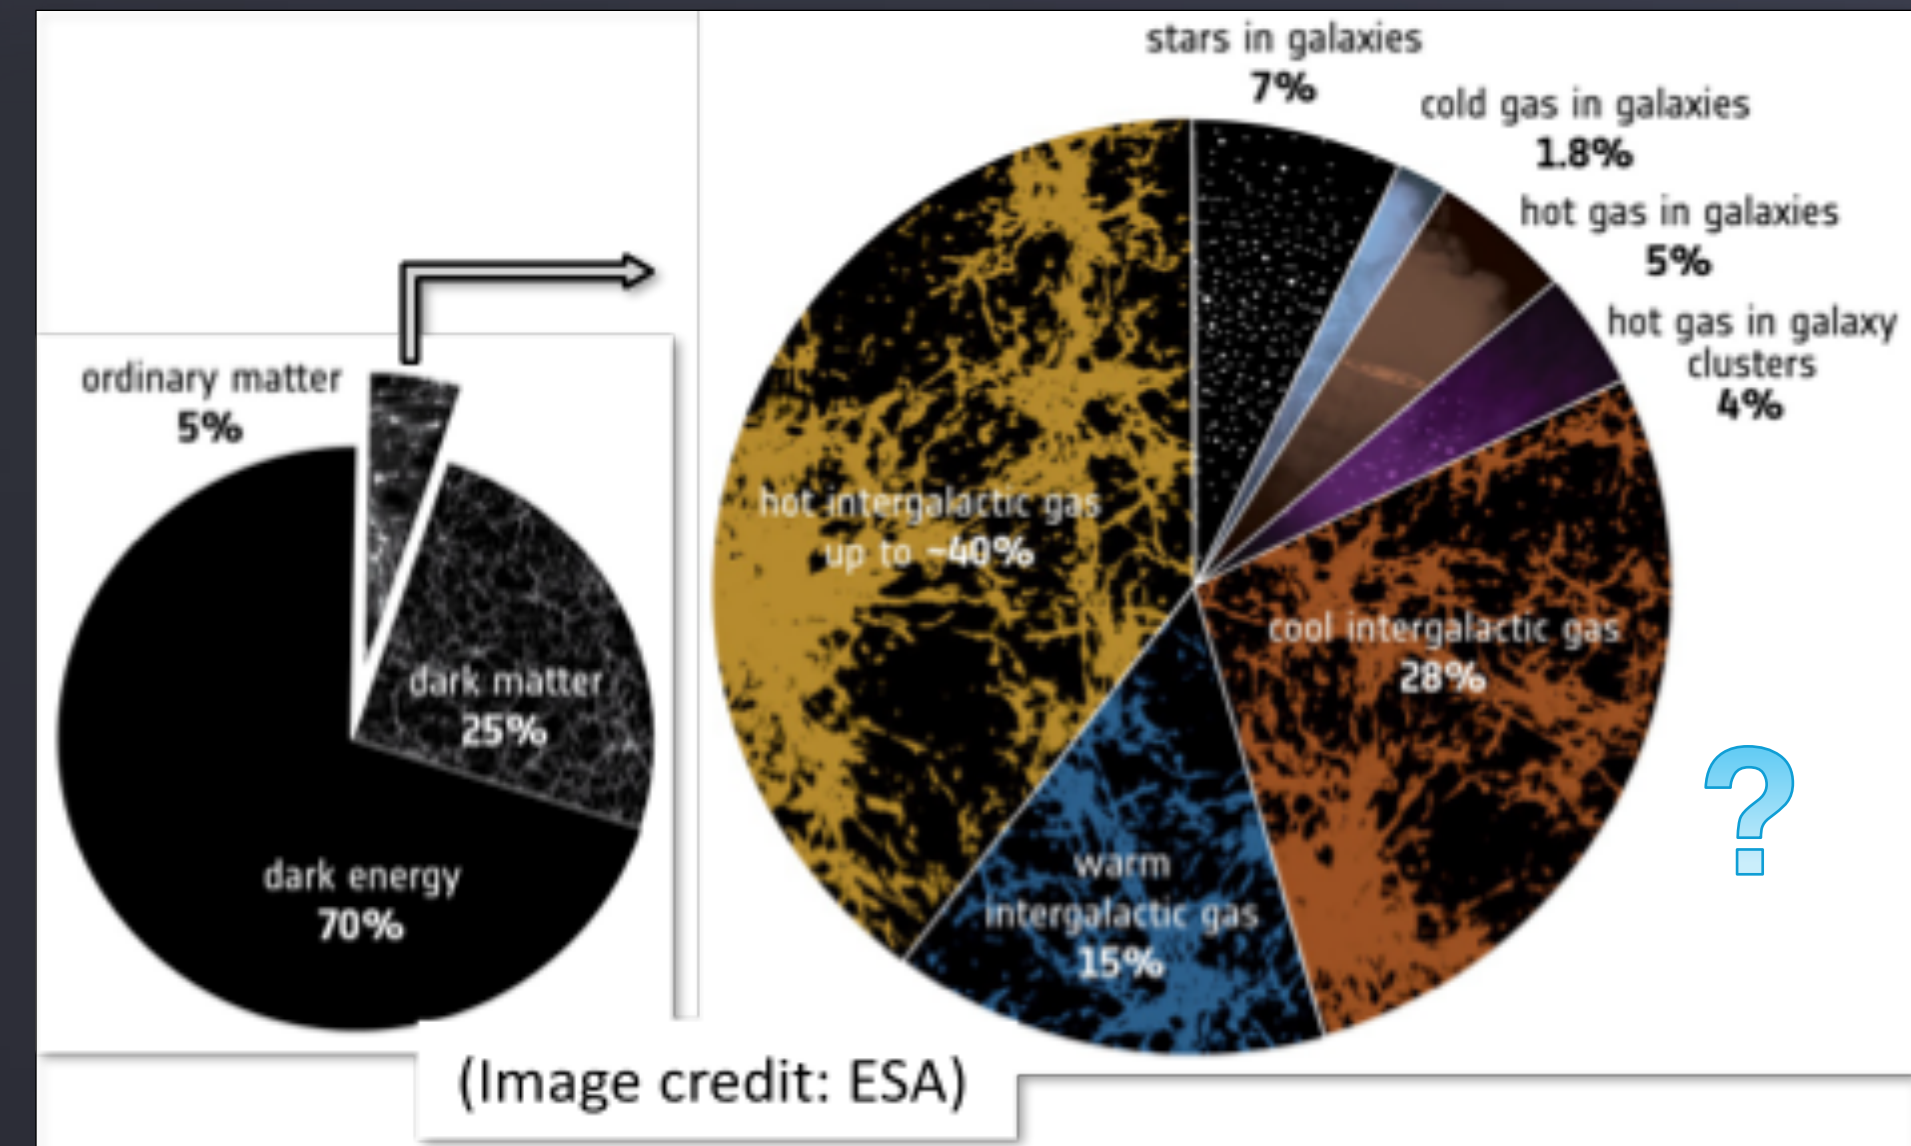 ordinary matter
5%
dark matter
25%
dark energy
70%
stars in galaxies
7%
cold gas in galaxies
1.8%
hot gas in galaxies
5%
hot gas in galaxy
clusters
4%
cool intergalactic gas
28%
warm
intergalactic gas
15%
hot intergalactic gas
up to ~40%
?
(Image credit: ESA)